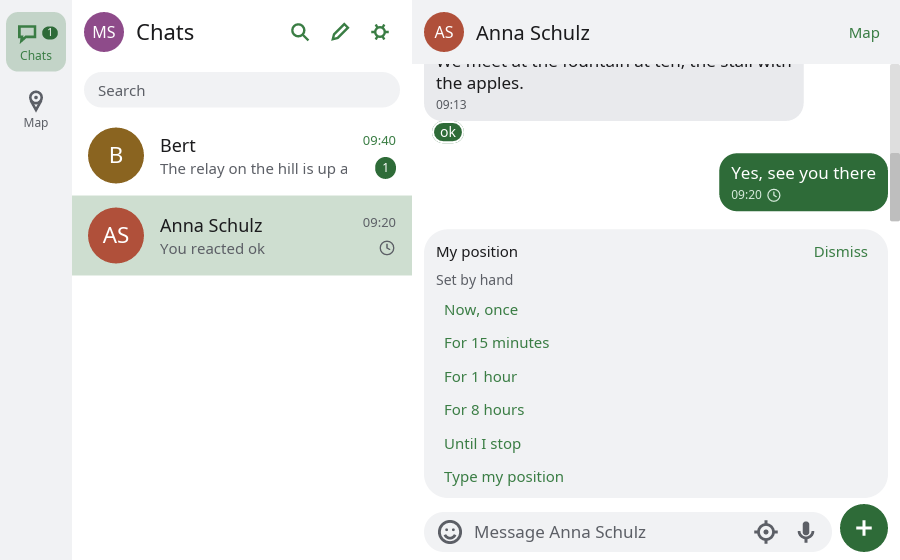 1
Chats
Map
MS
Chats
Search
B
Bert
09:40
The relay on the hill is up a
1
AS
Anna Schulz
09:20
You reacted ok
AS
Anna Schulz
Map
We meet at the fountain at ten, the stall with
the apples.
09:13
ok
Yes, see you there
09:20
My position
Dismiss
Set by hand
Now, once
For 15 minutes
For 1 hour
For 8 hours
Until I stop
Type my position
Message Anna Schulz